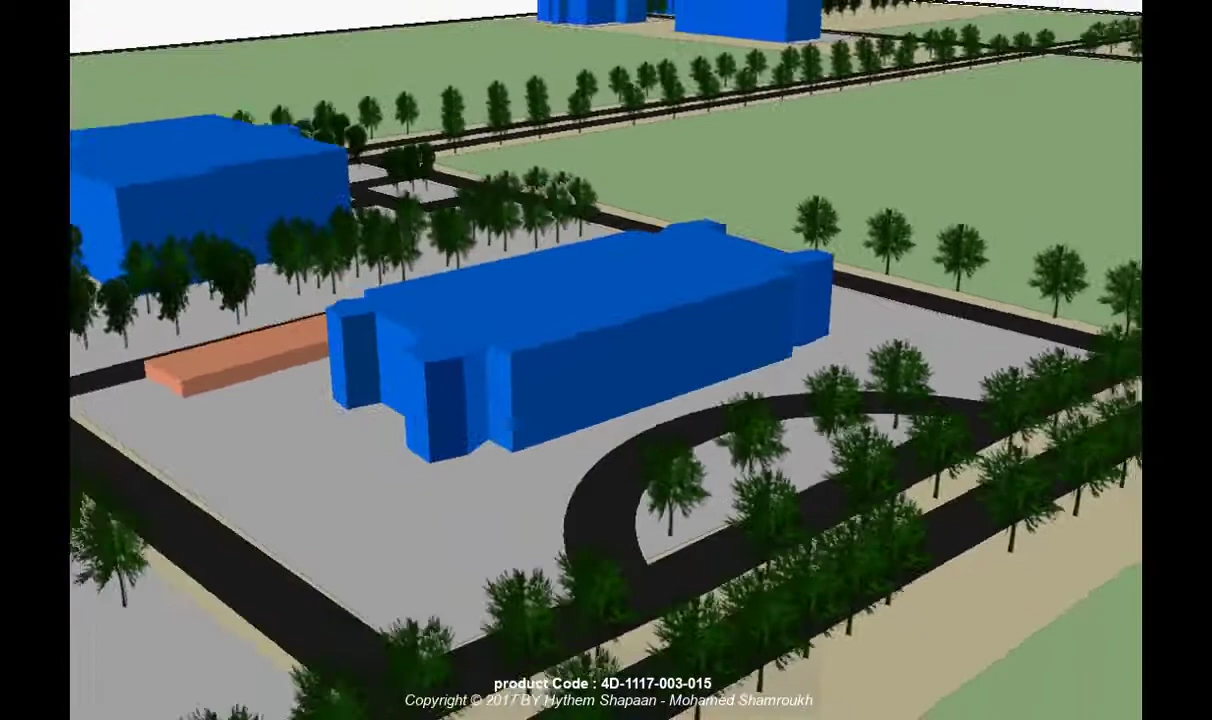 product Code : 4D-1117-003-015
Copyright © 2017 BY Hythem Shapaan - Mohamed Shamroukh